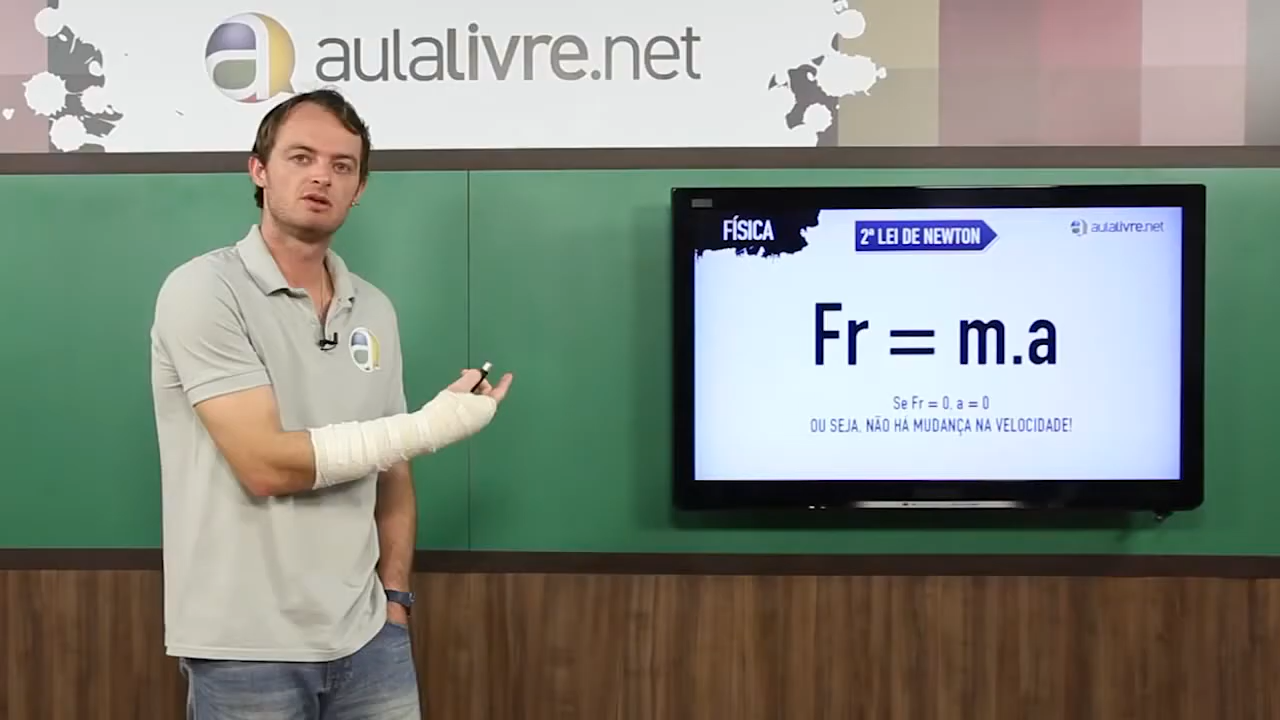 aulalivre.net
FÍSICA
2ª LEI DE NEWTON
aulalivre.net
Fr = m.a
Se Fr = 0, a = 0
OU SEJA, NÃO HÁ MUDANÇA NA VELOCIDADE!